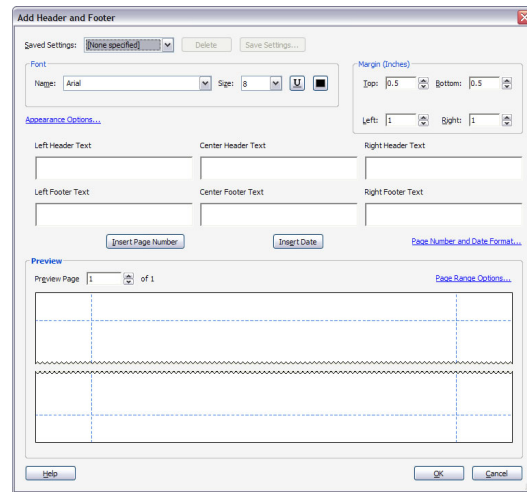 Add Header and Footer
Saved Settings: [None specified] Delete Save Settings...
Font
Name: Arial Size: 8 U
Margin (Inches)
Top: 0.5 Bottom: 0.5
Left: 1 Right: 1
Appearance Options...
Left Header Text Center Header Text Right Header Text
Left Footer Text Center Footer Text Right Footer Text
Insert Page Number Insert Date Page Number and Date Format...
Preview
Preview Page 1 of 1 Page Range Options...
Help OK Cancel